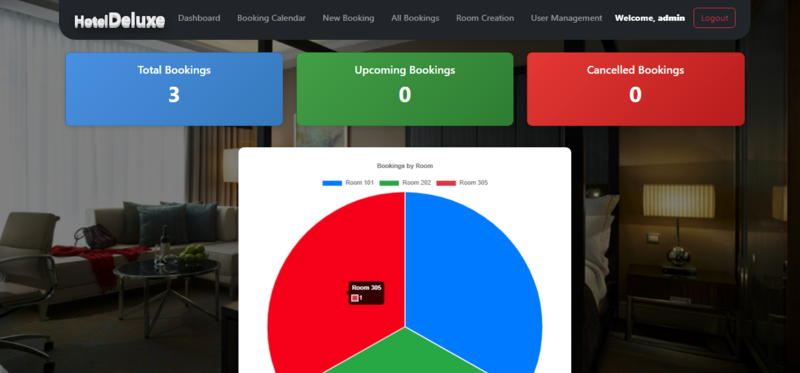 HotelDeluxe Dashboard Booking Calendar New Booking All Bookings Room Creation User Management Welcome, admin Logout
Total Bookings
3
Upcoming Bookings
0
Cancelled Bookings
0
Bookings by Room
Room 101 Room 202 Room 305
Room 305
1